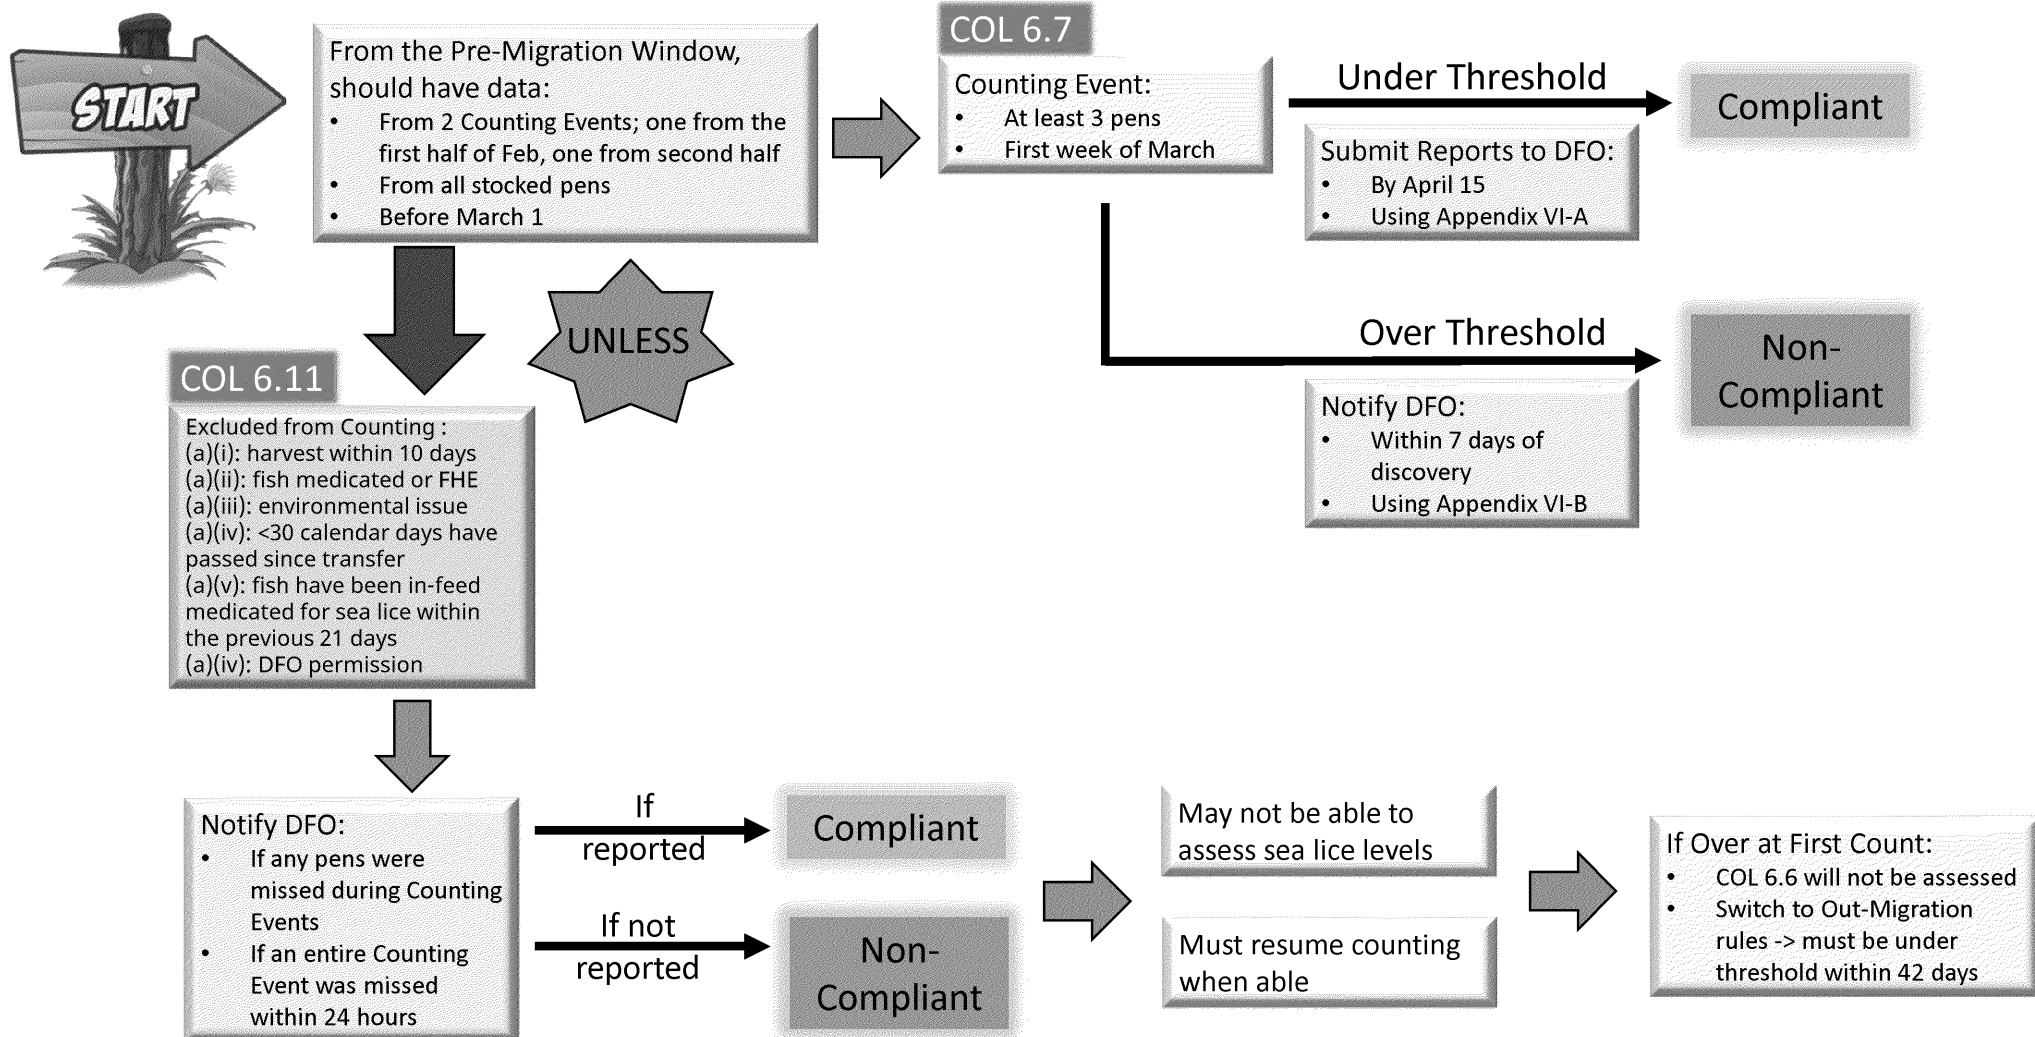 START
From the Pre-Migration Window,
should have data:
• From 2 Counting Events; one from the
first half of Feb, one from second half
• From all stocked pens
• Before March 1
COL 6.7
Counting Event:
• At least 3 pens
• First week of March
Under Threshold
Compliant
Submit Reports to DFO:
• By April 15
• Using Appendix VI-A
Over Threshold
Non-
Compliant
Notify DFO:
• Within 7 days of
discovery
• Using Appendix VI-B
UNLESS
COL 6.11
Excluded from Counting :
(a)(i): harvest within 10 days
(a)(ii): fish medicated or FHE
(a)(iii): environmental issue
(a)(iv): <30 calendar days have
passed since transfer
(a)(v): fish have been in-feed
medicated for sea lice within
the previous 21 days
(a)(iv): DFO permission
Notify DFO:
• If any pens were
missed during Counting
Events
• If an entire Counting
Event was missed
within 24 hours
If
reported
Compliant
If not
reported
Non-
Compliant
May not be able to
assess sea lice levels
Must resume counting
when able
If Over at First Count:
• COL 6.6 will not be assessed
• Switch to Out-Migration
rules -> must be under
threshold within 42 days